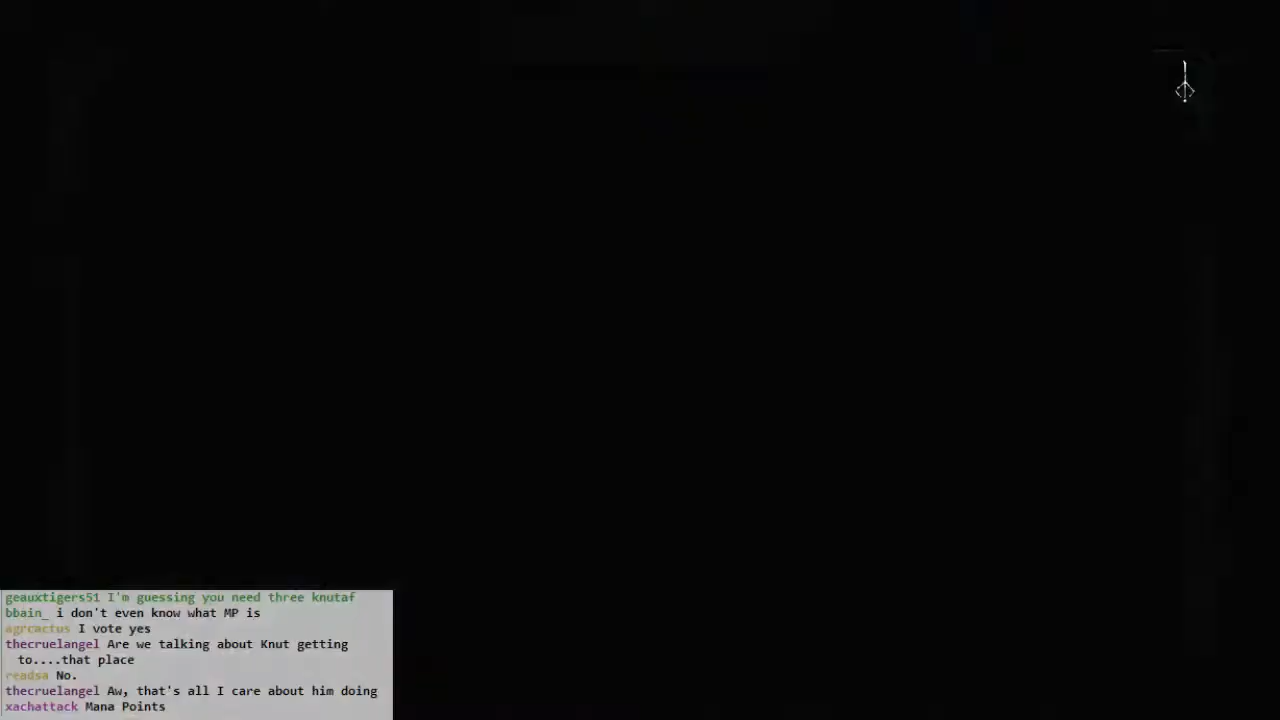 geauxtigers51 I'm guessing you need three knutaf
bbain_ i don't even know what MP is
agrcactus I vote yes
thecruelangel Are we talking about Knut getting
to....that place
readsa No.
thecruelangel Aw, that's all I care about him doing
xachattack Mana Points